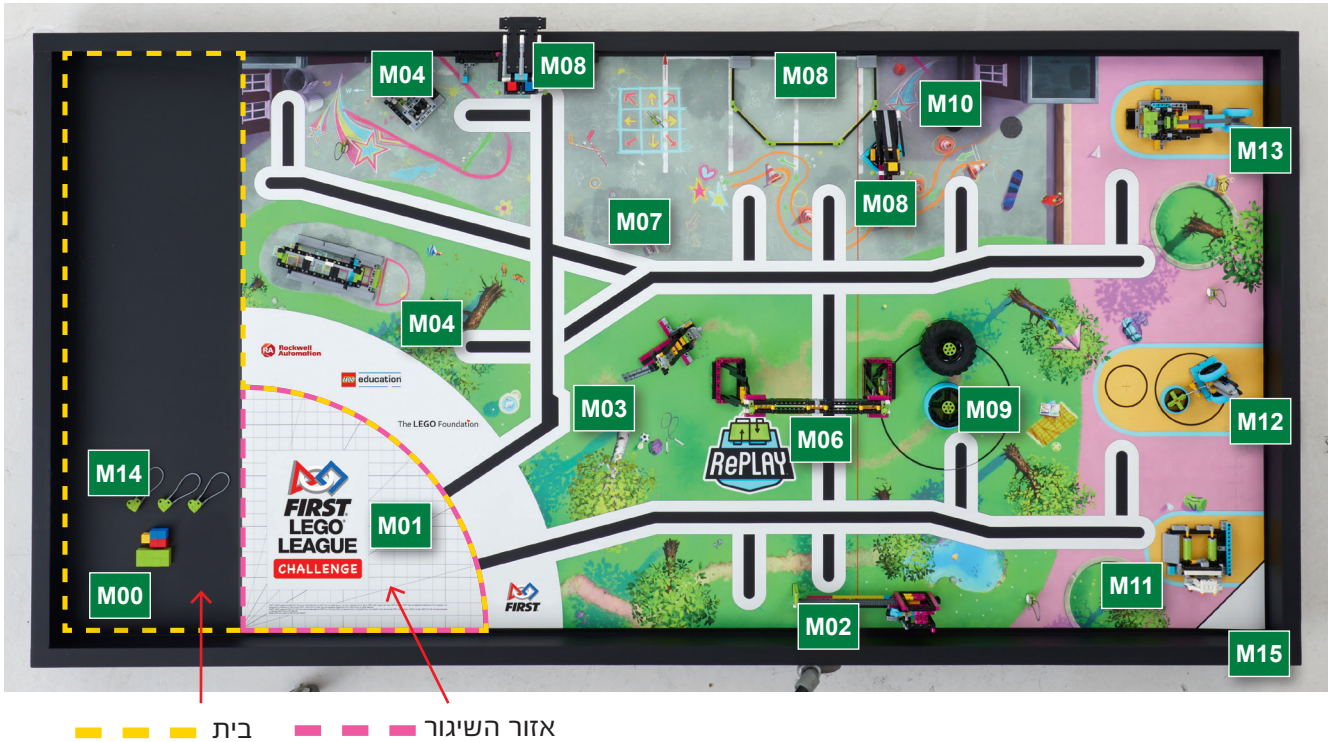 M04
M08
M08
M10
M13
M08
M07
M04
Rockwell
Automation
LEGO education
The LEGO Foundation
M03
M09
M06
M12
RePLAY
M14
FIRST
LEGO
LEAGUE
CHALLENGE
M01
M00
FIRST
M11
M02
M15
בית
אזור השיגור